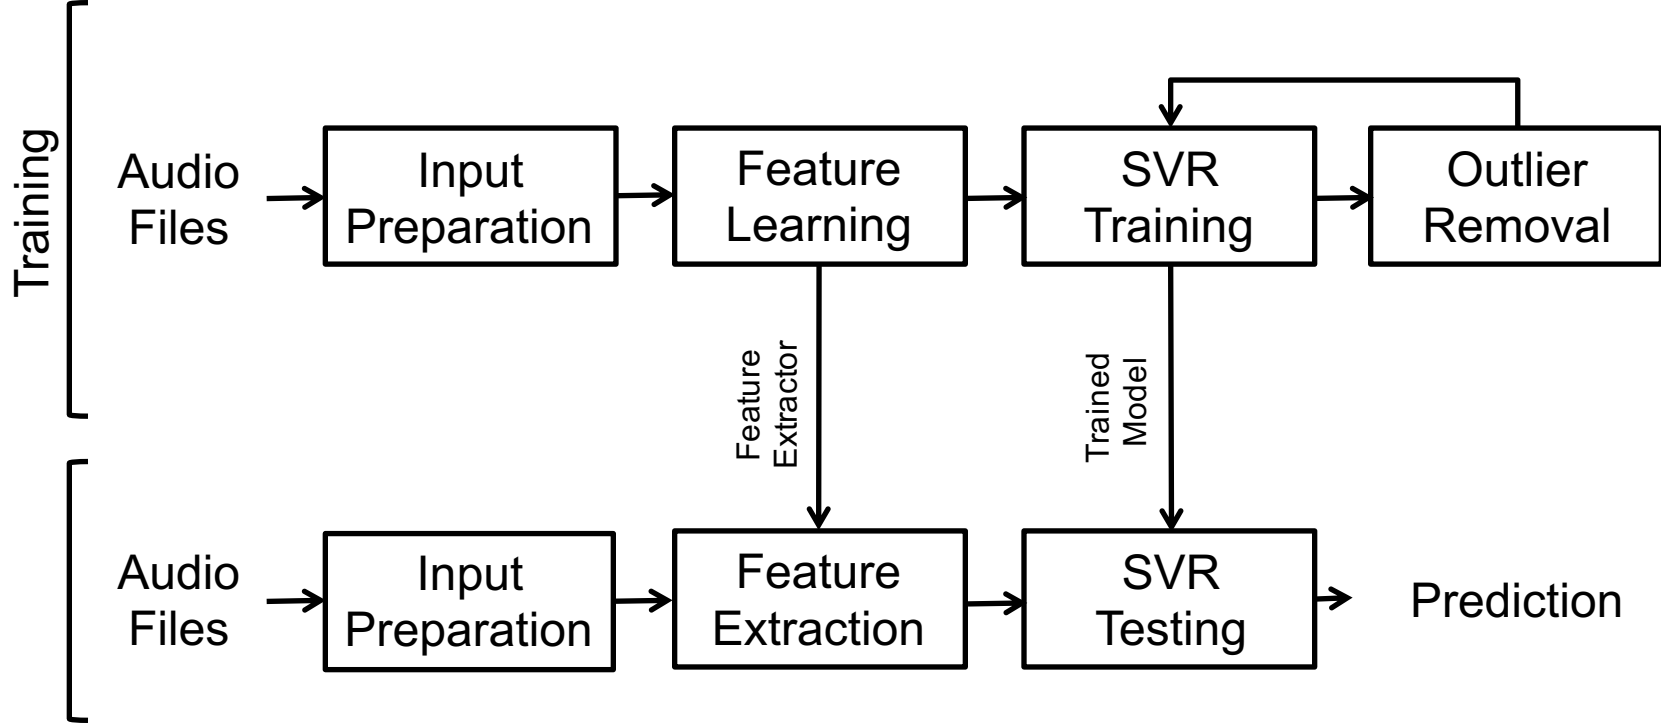 Training
Audio
Files
Input
Preparation
Feature
Learning
SVR
Training
Outlier
Removal
Feature
Extractor
Trained
Model
Audio
Files
Input
Preparation
Feature
Extraction
SVR
Testing
Prediction